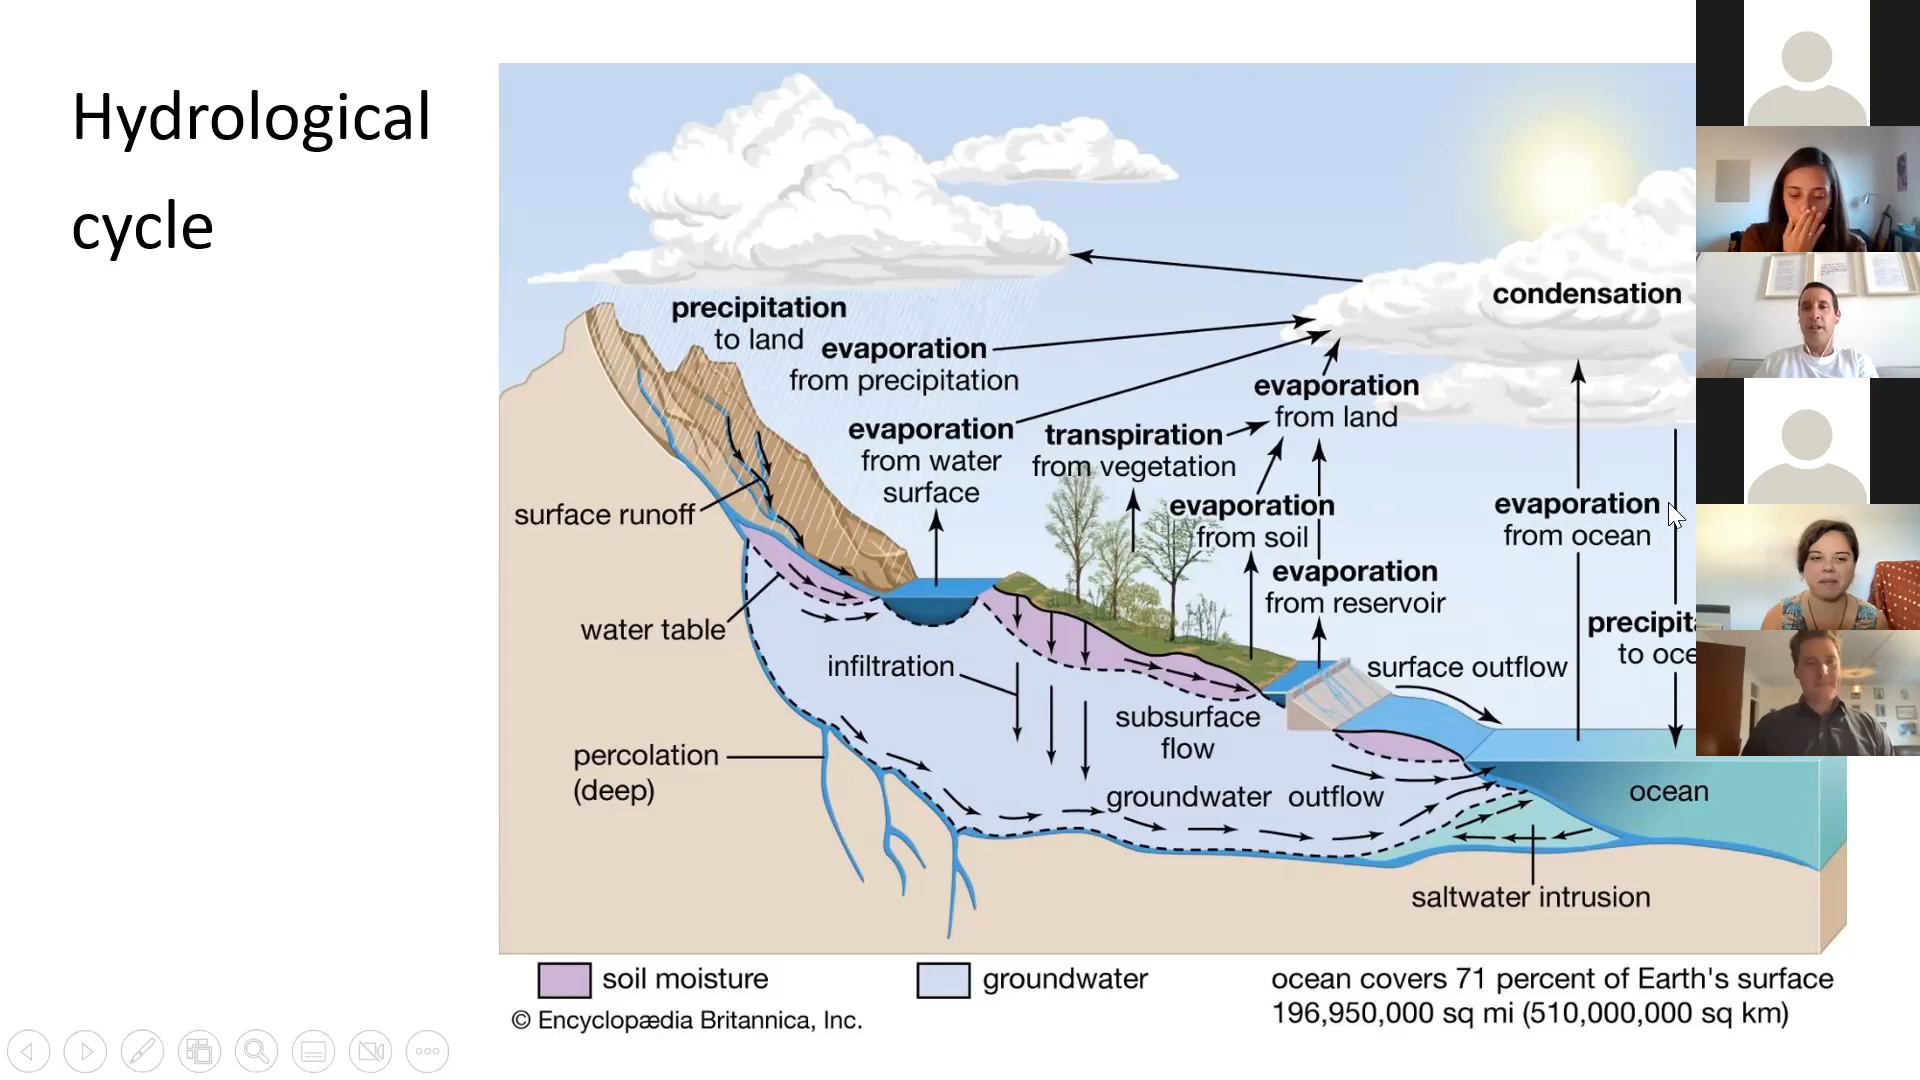 Hydrological
cycle
condensation
precipitation
to land
evaporation
from precipitation
evaporation
from land
evaporation
from water
surface
transpiration
from vegetation
evaporation
from soil
evaporation
from ocean
surface runoff
evaporation
from reservoir
water table
precipit
to oce
infiltration
surface outflow
subsurface
flow
percolation
(deep)
groundwater outflow
ocean
saltwater intrusion
soil moisture
groundwater
ocean covers 71 percent of Earth's surface
196,950,000 sq mi (510,000,000 sq km)
© Encyclopædia Britannica, Inc.